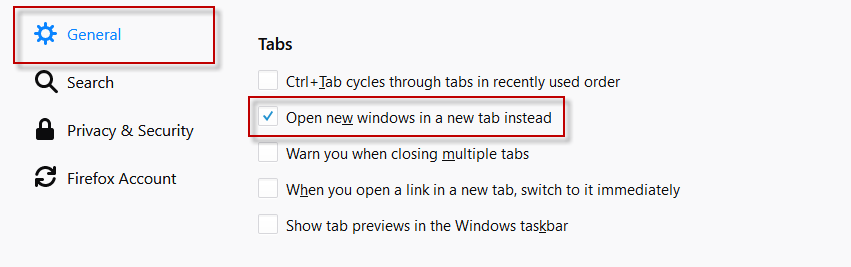 General
Search
Privacy & Security
Firefox Account
Tabs
Ctrl+Tab cycles through tabs in recently used order
Open new windows in a new tab instead
Warn you when closing multiple tabs
When you open a link in a new tab, switch to it immediately
Show tab previews in the Windows taskbar